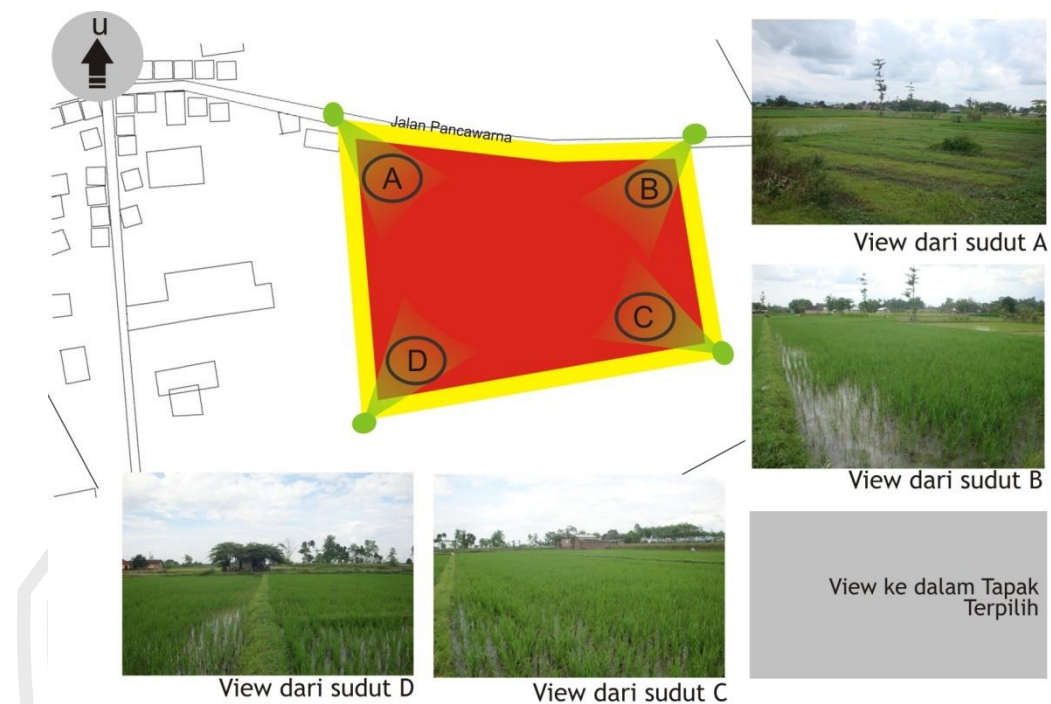 u
Jalan Pancawarna
A
B
C
D
View dari sudut A
View dari sudut B
View ke dalam Tapak
Terpilih
View dari sudut D
View dari sudut C